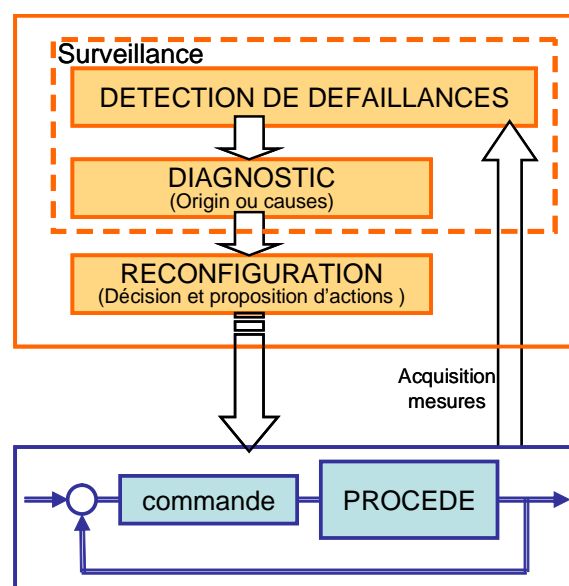 Surveillance
DETECTION DE DEFAILLANCES
DIAGNOSTIC
(Origin ou causes)
RECONFIGURATION
(Décision et proposition d'actions )
Acquisition
mesures
commande
PROCEDE